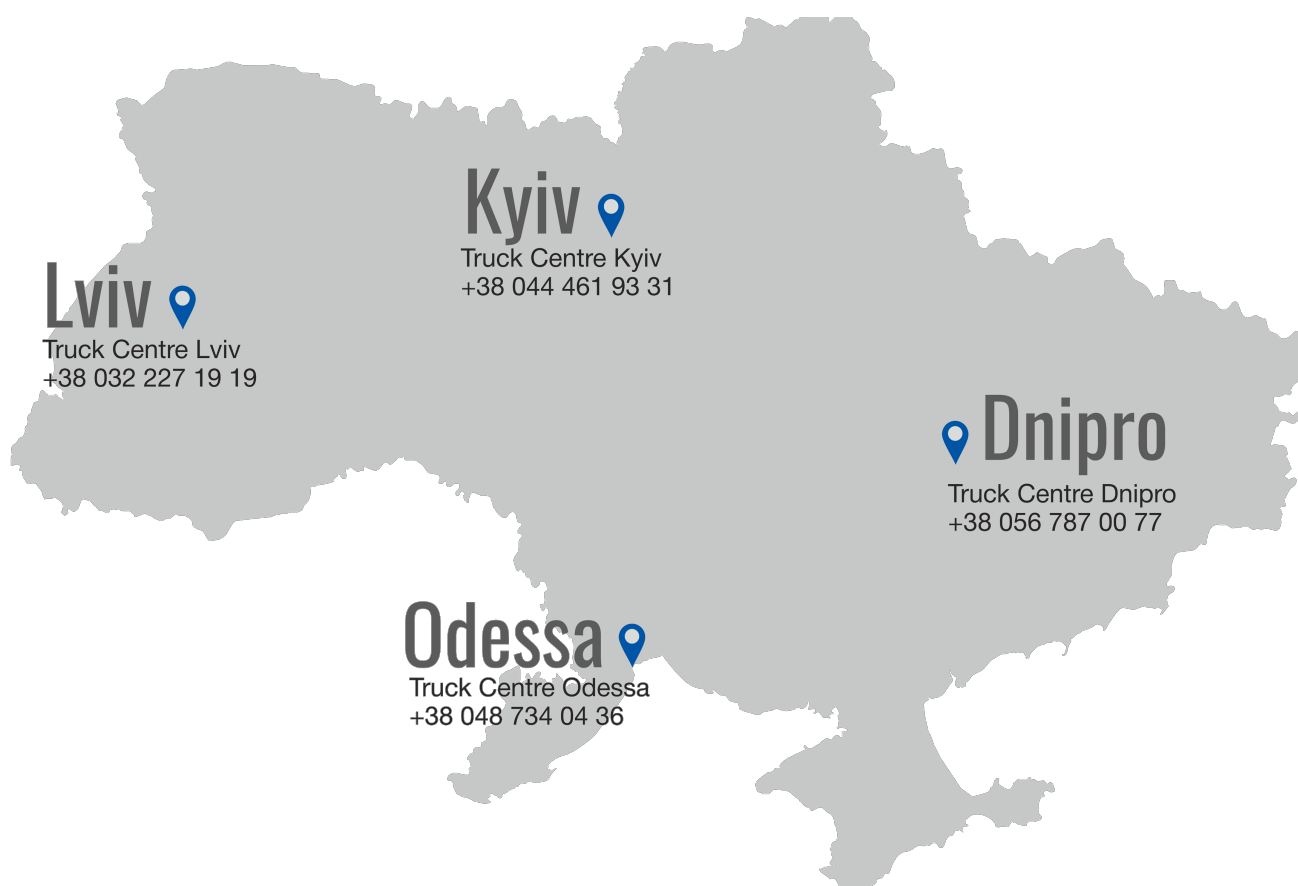 Kyiv
Truck Centre Kyiv
+38 044 461 93 31
Lviv
Truck Centre Lviv
+38 032 227 19 19
Dnipro
Truck Centre Dnipro
+38 056 787 00 77
Odessa
Truck Centre Odessa
+38 048 734 04 36